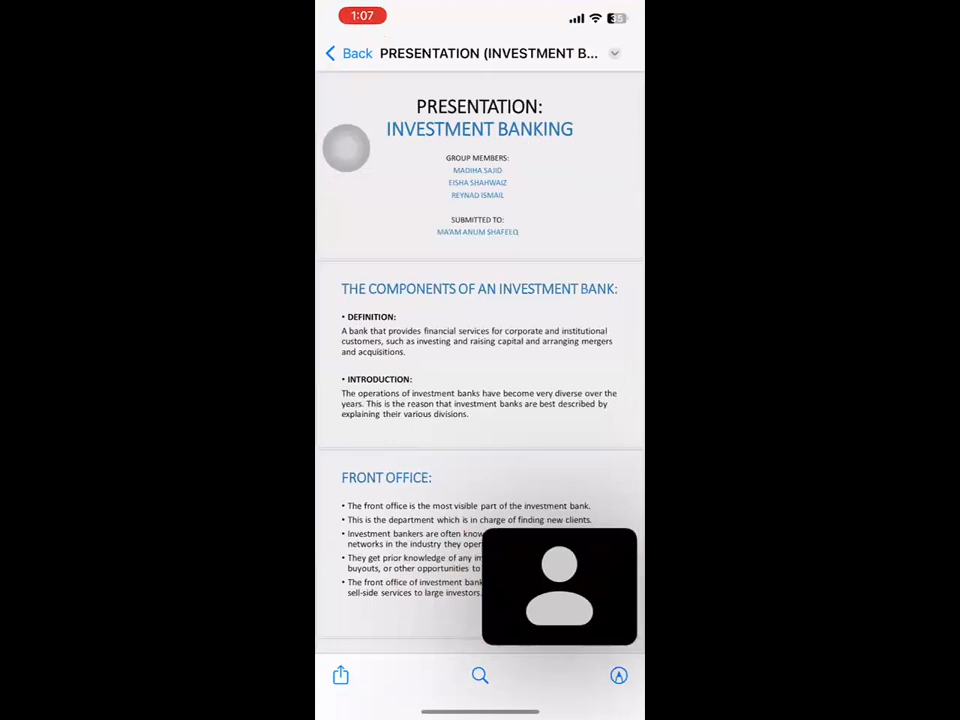 1:07
35
Back PRESENTATION (INVESTMENT B...
PRESENTATION:
INVESTMENT BANKING
GROUP MEMBERS:
MADIHA SAJID
EISHA SHAHWAIZ
REYNAD ISMAIL
SUBMITTED TO:
MA'AM ANUM SHAFEEQ
THE COMPONENTS OF AN INVESTMENT BANK:
• DEFINITION:
A bank that provides financial services for corporate and institutional
customers, such as investing and raising capital and arranging mergers
and acquisitions.
• INTRODUCTION:
The operations of investment banks have become very diverse over the
years. This is the reason that investment banks are best described by
explaining their various divisions.
FRONT OFFICE:
• The front office is the most visible part of the investment bank.
• This is the department which is in charge of finding new clients.
• Investment bankers are often know
networks in the industry they oper
• They get prior knowledge of any im
buyouts, or other opportunities to
• The front office of investment bank
sell-side services to large investors.